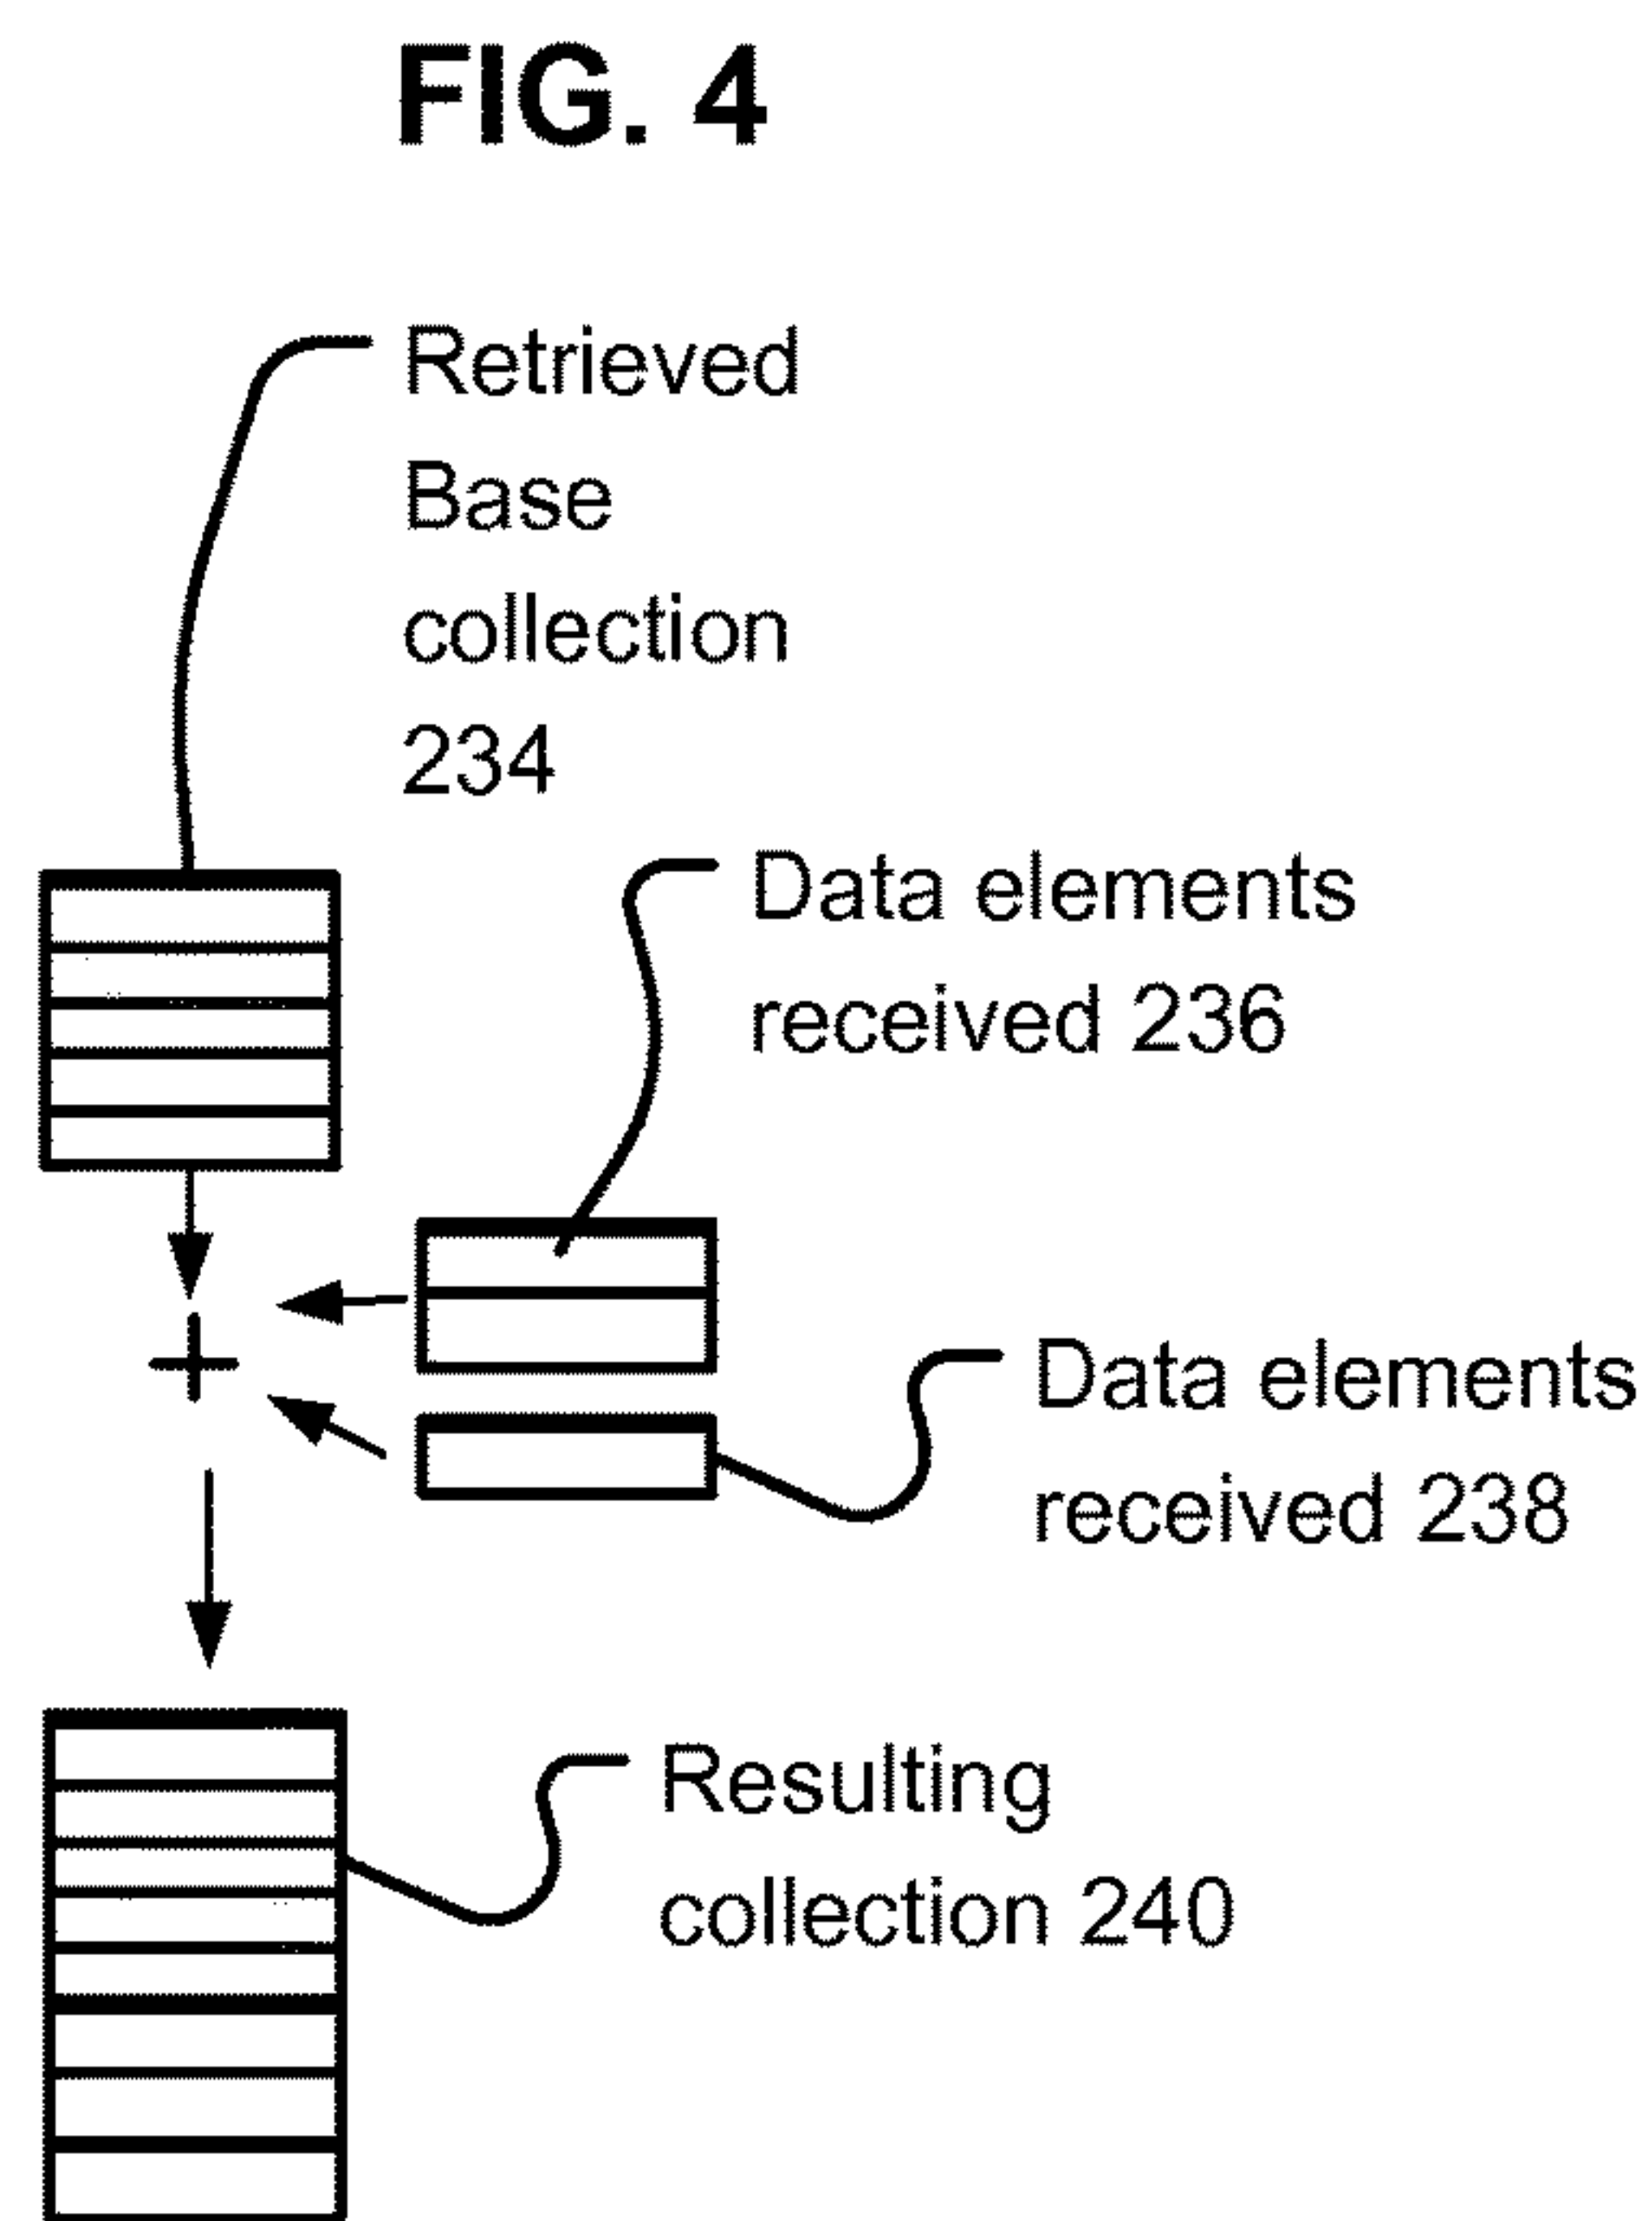 FIG. 4
Retrieved
Base
collection
234
Data elements
received 236
Data elements
received 238
Resulting
collection 240